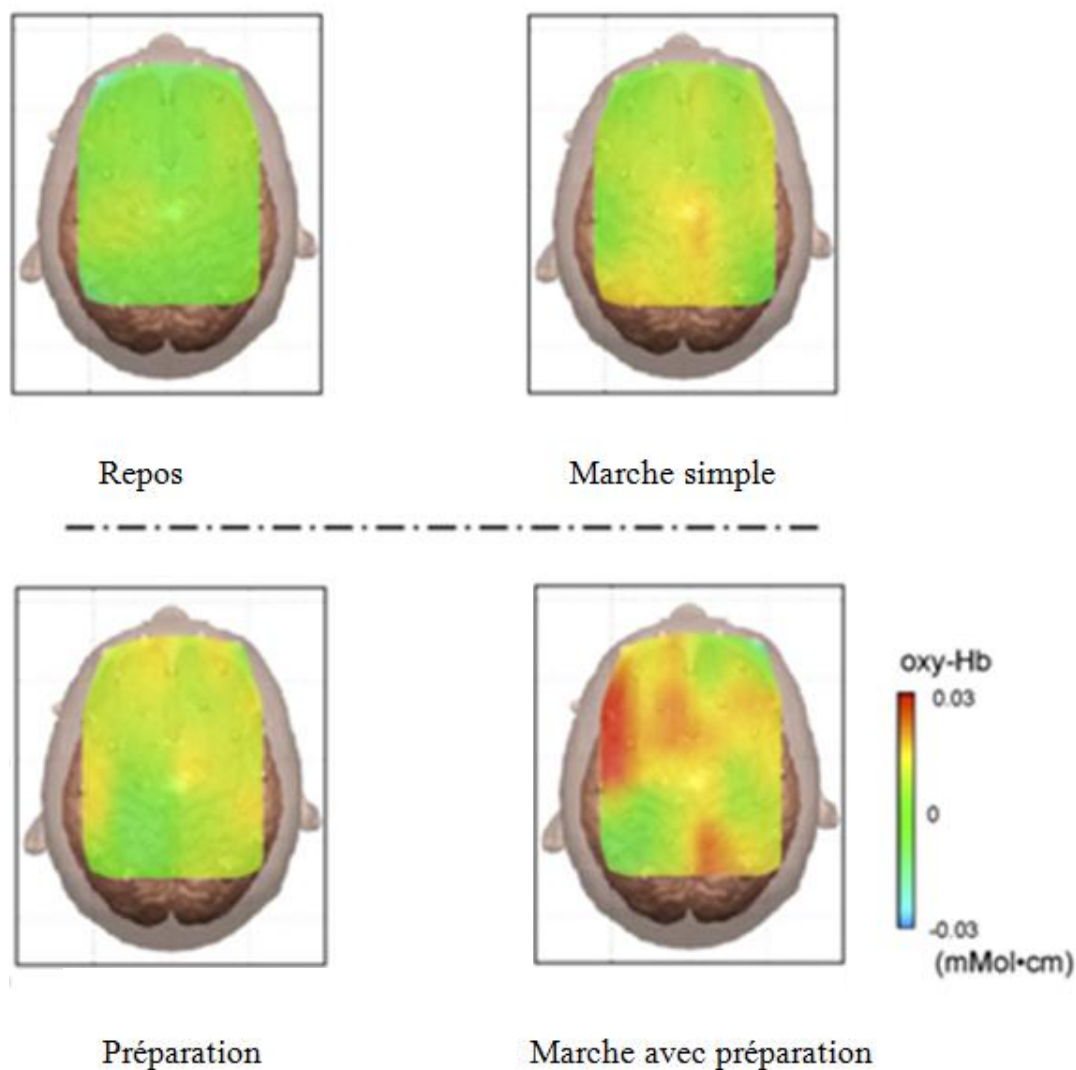 Repos
Marche simple
oxy-Hb
0.03
0
-0.03
(mMol•cm)
Préparation
Marche avec préparation